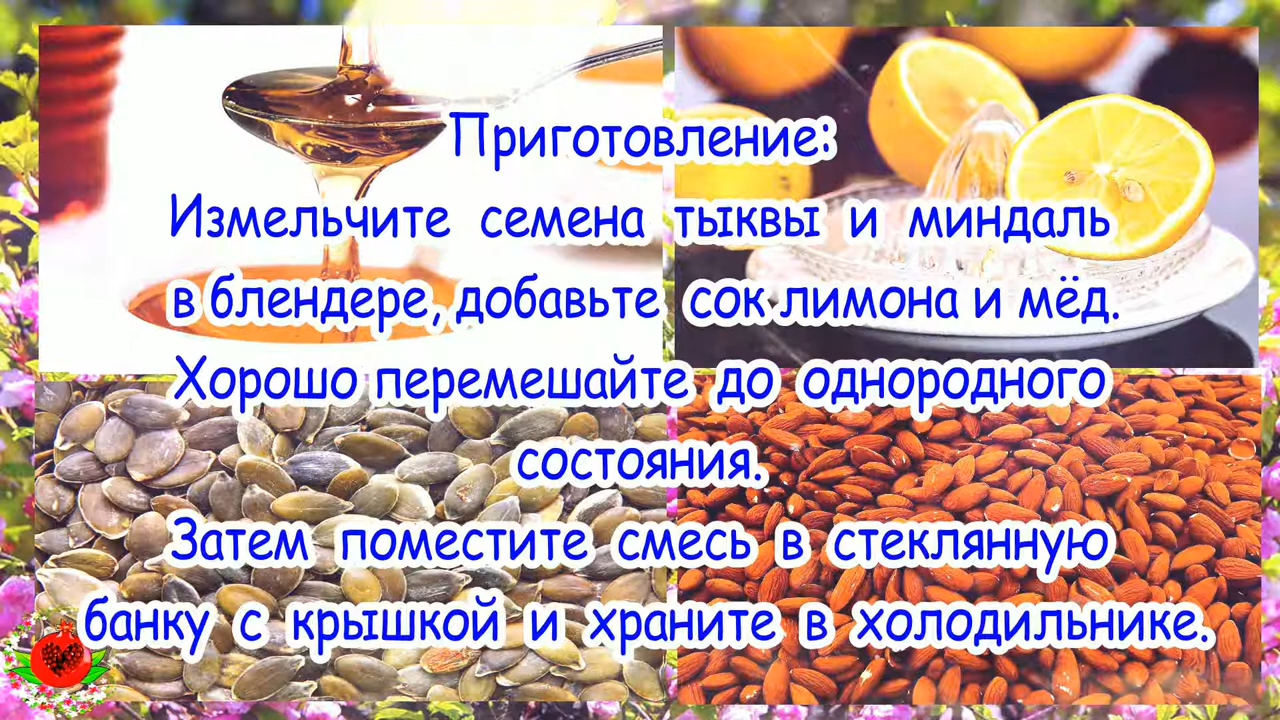 Приготовление:
Измельчите семена тыквы и миндаль
в блендере, добавьте сок лимона и мёд.
Хорошо перемешайте до однородного
состояния.
Затем поместите смесь в стеклянную
банку с крышкой и храните в холодильнике.